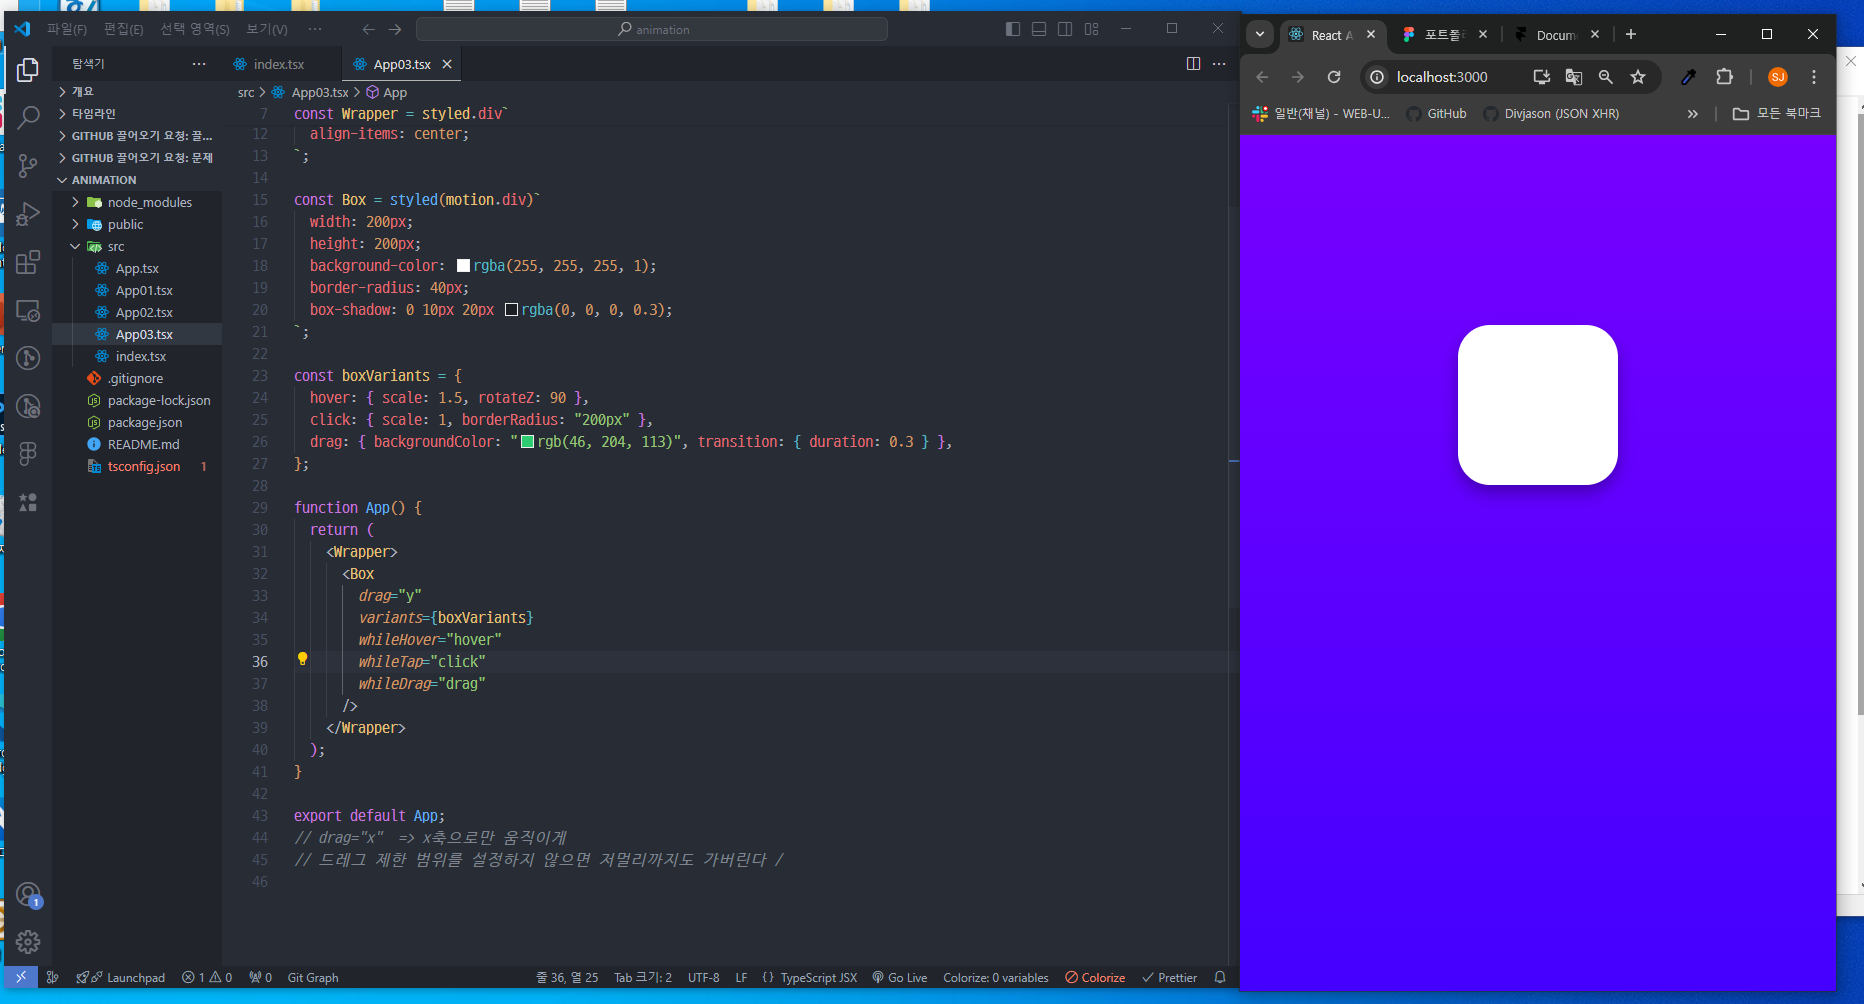 파일(F) 편집(E) 선택 영역(S) 보기(V) ··· animation
탐색기 ···
개요
타임라인
GITHUB 끌어오기 요청: 끌...
GITHUB 끌어오기 요청: 문제
ANIMATION
node_modules
public
src
App.tsx
App01.tsx
App02.tsx
App03.tsx
index.tsx
.gitignore
package-lock.json
package.json
README.md
tsconfig.json 1
1
index.tsx App03.tsx
src > App03.tsx > App
7 const Wrapper = styled.div`
12 align-items: center;
13 `;
14
15 const Box = styled(motion.div)`
16 width: 200px;
17 height: 200px;
18 background-color: rgba(255, 255, 255, 1);
19 border-radius: 40px;
20 box-shadow: 0 10px 20px rgba(0, 0, 0, 0.3);
21 `;
22
23 const boxVariants = {
24 hover: { scale: 1.5, rotateZ: 90 },
25 click: { scale: 1, borderRadius: "200px" },
26 drag: { backgroundColor: "rgb(46, 204, 113)", transition: { duration: 0.3 } },
27 };
28
29 function App() {
30 return (
31 <Wrapper>
32 <Box
33 drag="y"
34 variants={boxVariants}
35 whileHover="hover"
36 whileTap="click"
37 whileDrag="drag"
38 />
39 </Wrapper>
40 );
41 }
42
43 export default App;
44 // drag="x" => x축으로만 움직이게
45 // 드레그 제한 범위를 설정하지 않으면 저멀리까지도 가버린다 /
46
Launchpad 1 0 0 Git Graph 줄 36, 열 25 Tab 크기: 2 UTF-8 LF {} TypeScript JSX Go Live Colorize: 0 variables Colorize Prettier
React A 포트폴 Docum
localhost:3000 SJ
일반(채널) - WEB-U... GitHub Divjason (JSON XHR) » 모든 북마크